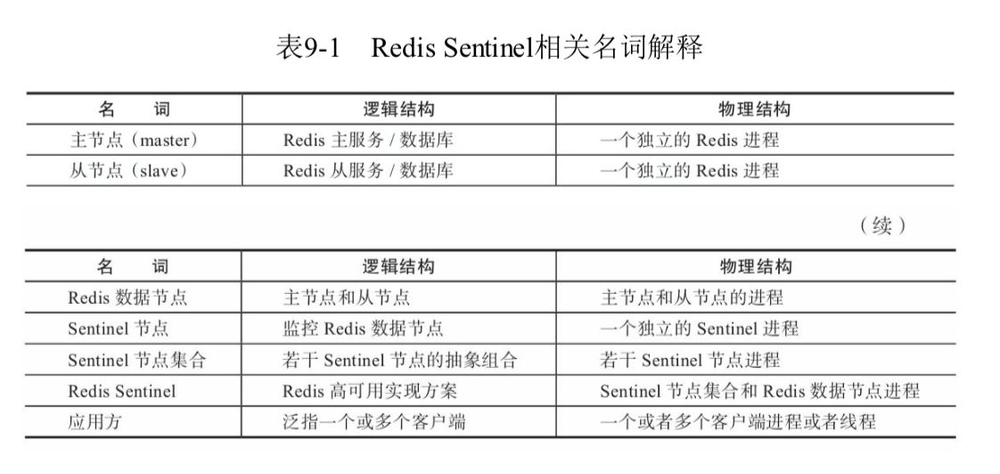 表9-1 Redis Sentinel相关名词解释
名 词 逻辑结构 物理结构
主节点（master） Redis 主服务 / 数据库 一个独立的 Redis 进程
从节点（slave） Redis 从服务 / 数据库 一个独立的 Redis 进程
（续）
名 词 逻辑结构 物理结构
Redis 数据节点 主节点和从节点 主节点和从节点的进程
Sentinel 节点 监控 Redis 数据节点 一个独立的 Sentinel 进程
Sentinel 节点集合 若干 Sentinel 节点的抽象组合 若干 Sentinel 节点进程
Redis Sentinel Redis 高可用实现方案 Sentinel 节点集合和 Redis 数据节点进程
应用方 泛指一个或多个客户端 一个或者多个客户端进程或者线程